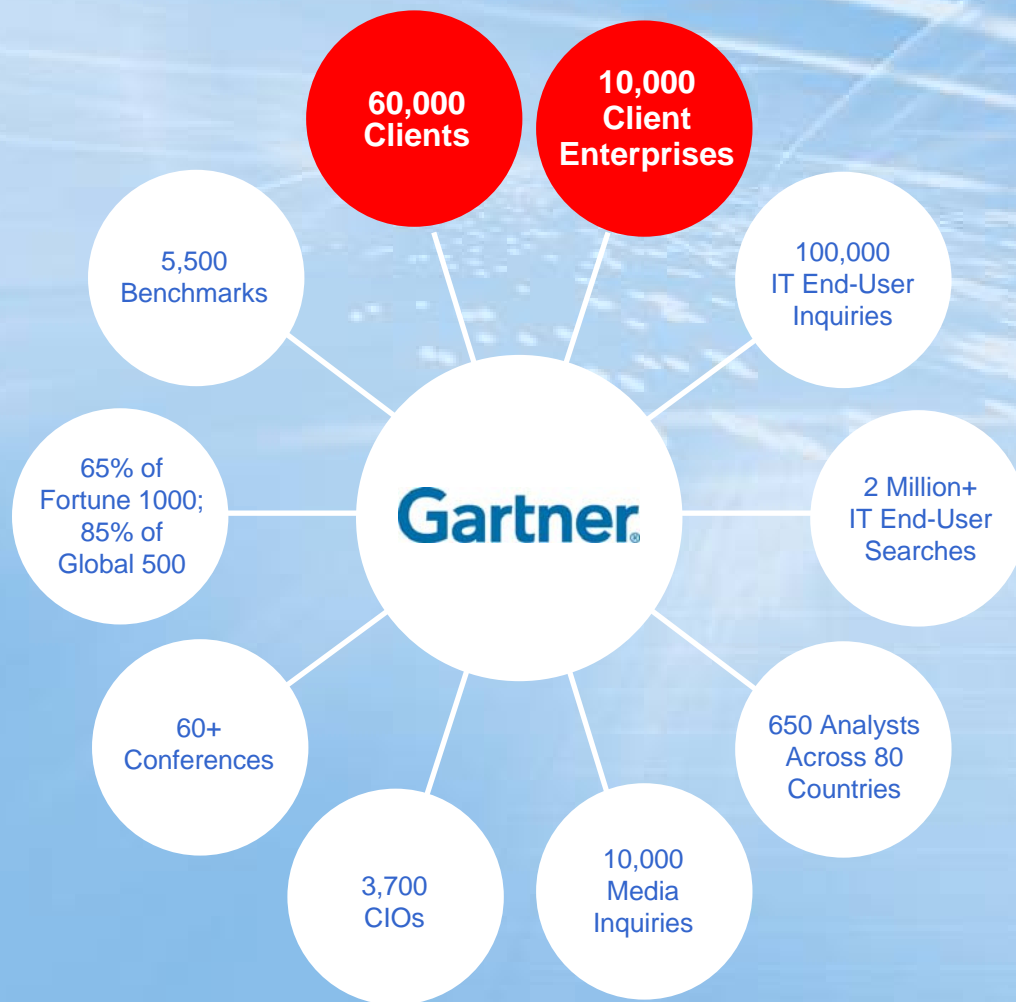 60,000
Clients
10,000
Client
Enterprises
5,500
Benchmarks
100,000
IT End-User
Inquiries
65% of
Fortune 1000;
85% of
Global 500
Gartner®
2 Million+
IT End-User
Searches
60+
Conferences
650 Analysts
Across 80
Countries
3,700
CIOs
10,000
Media
Inquiries